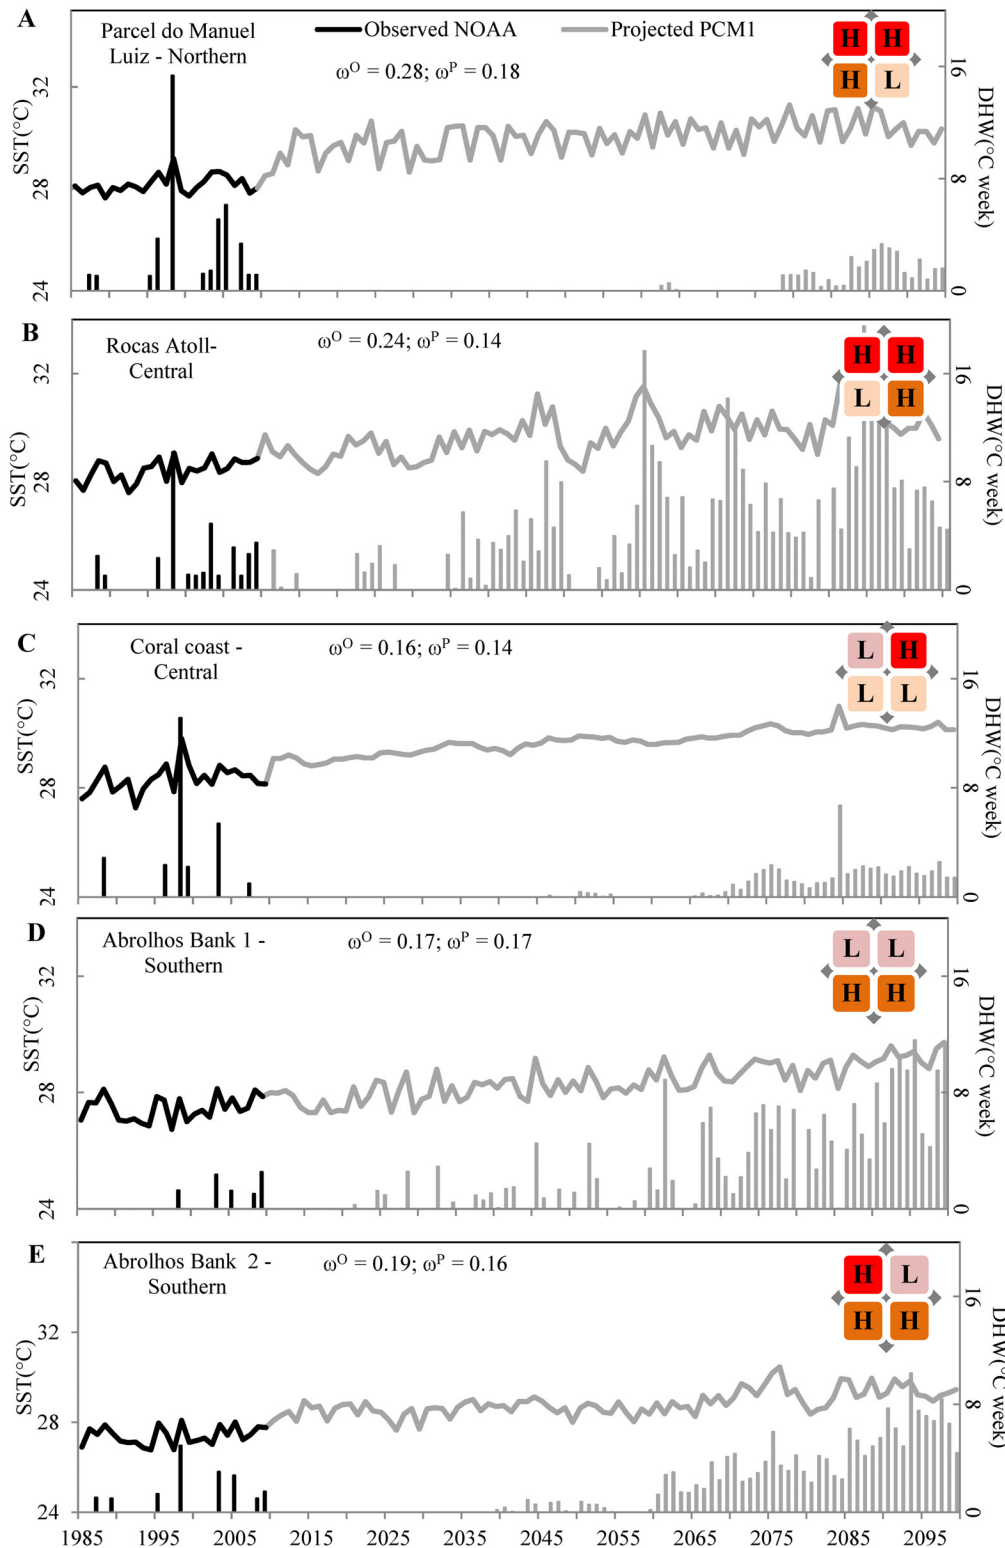 A
Parcel do Manuel
Luiz - Northern
Observed NOAA
Projected PCM1
ωᴼ = 0.28; ωᴾ = 0.18
H H
H L
SST(°C)
32
28
24
DHW(°C week)
16
8
0
B
Rocas Atoll-
Central
ωᴼ = 0.24; ωᴾ = 0.14
H H
L H
SST(°C)
32
28
24
DHW(°C week)
16
8
0
C
Coral coast -
Central
ωᴼ = 0.16; ωᴾ = 0.14
L H
L L
SST(°C)
32
28
24
DHW(°C week)
16
8
0
D
Abrolhos Bank 1 -
Southern
ωᴼ = 0.17; ωᴾ = 0.17
L L
H H
SST(°C)
32
28
24
DHW(°C week)
16
8
0
E
Abrolhos Bank 2 -
Southern
ωᴼ = 0.19; ωᴾ = 0.16
H L
H H
SST(°C)
32
28
24
DHW(°C week)
16
8
0
1985 1997 2005 2015 2025 2035 2045 2055 2065 2075 2085 2095